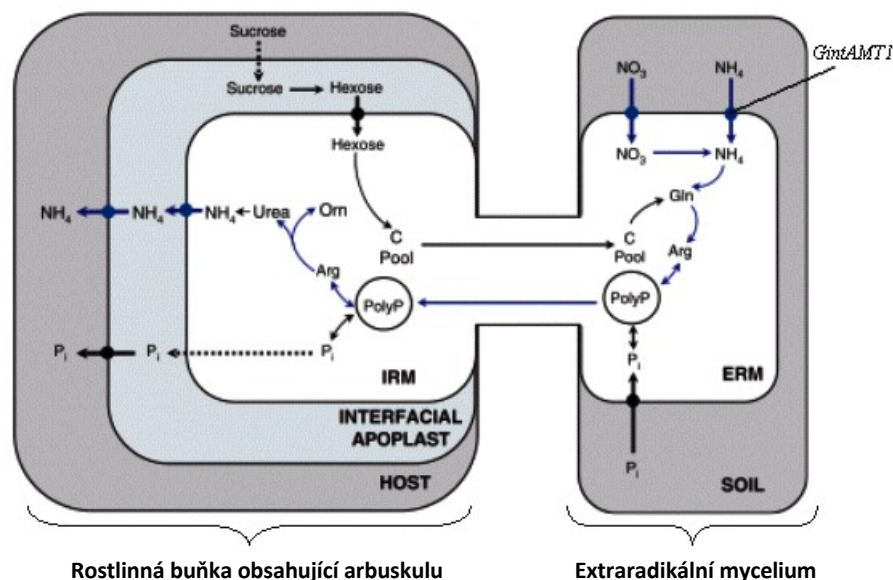 Sucrose
Sucrose
Hexose
Hexose
NH4
NH4
NH4
Urea
Orn
Arg
C
Pool
PolyP
Pi
Pi
Pi
IRM
INTERFACIAL
APOPLAST
HOST
NO3
NH4
GintAMT1
NO3
NH4
Gln
C
Pool
Arg
PolyP
Pi
ERM
Pi
SOIL
Rostlinná buňka obsahující arbuskulu
Extraradikální mycelium